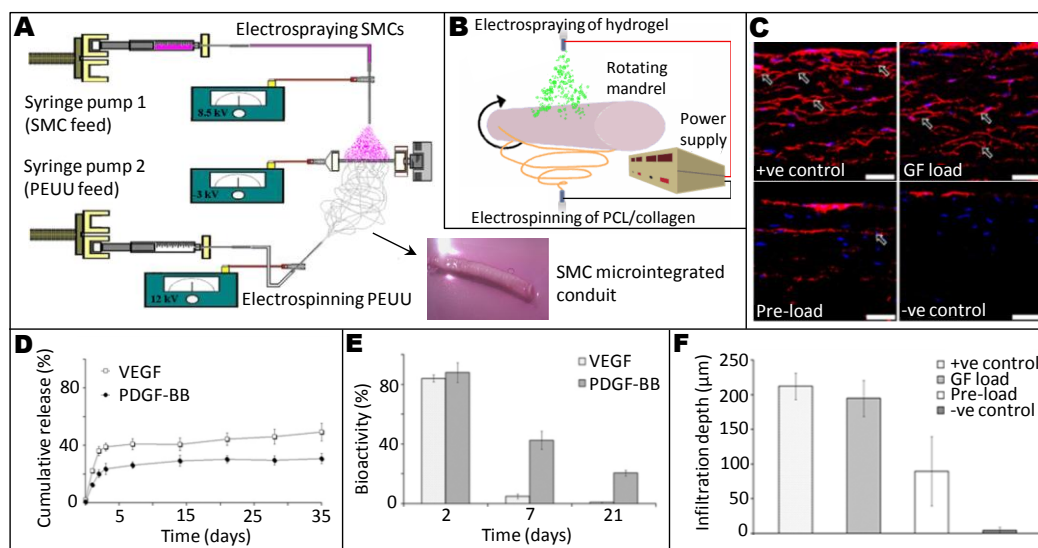 A
Electrospraying SMCs
Syringe pump 1
(SMC feed)
8.5 kV
Syringe pump 2
(PEUU feed)
-3 kV
12 kV
Electrospinning PEUU
SMC microintegrated
conduit
B
Electrospraying of hydrogel
Rotating
mandrel
Power
supply
Electrospinning of PCL/collagen
C
+ve control
GF load
Pre-load
-ve control
D
Cumulative release (%)
80
40
0
VEGF
PDGF-BB
5
15
25
35
Time (days)
E
Bioactivity (%)
80
40
0
VEGF
PDGF-BB
2
7
21
Time (days)
F
Infiltration depth (µm)
250
200
150
100
50
0
+ve control
GF load
Pre-load
-ve control